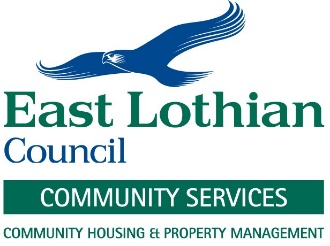 East Lothian
Council
COMMUNITY SERVICES
COMMUNITY HOUSING & PROPERTY MANAGEMENT